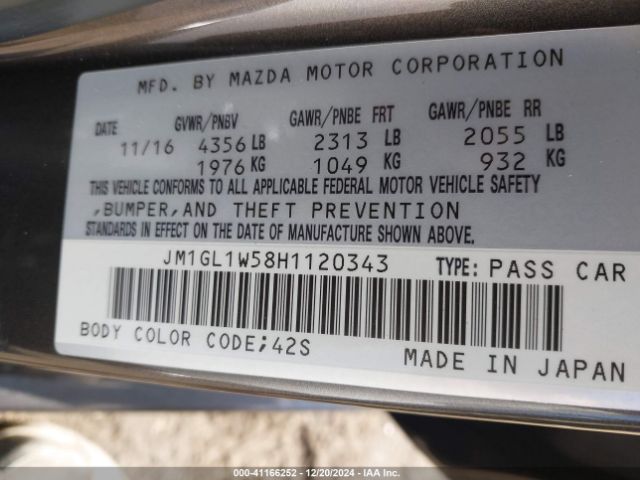 MFD. BY MAZDA MOTOR CORPORATION
DATE GVWR/PNBV GAWR/PNBE FRT GAWR/PNBE RR
11/16 4356 LB 2313 LB 2055 LB
1976 KG 1049 KG 932 KG
THIS VEHICLE CONFORMS TO ALL APPLICABLE FEDERAL MOTOR VEHICLE SAFETY
,BUMPER,AND THEFT PREVENTION
STANDARDS IN EFFECT ON THE DATE OF MANUFACTURE SHOWN ABOVE.
JM1GL1W58H1120343 TYPE: PASS CAR
BODY COLOR CODE;42S
MADE IN JAPAN
000-41166252 | 12/20/2024 | IAA Inc.